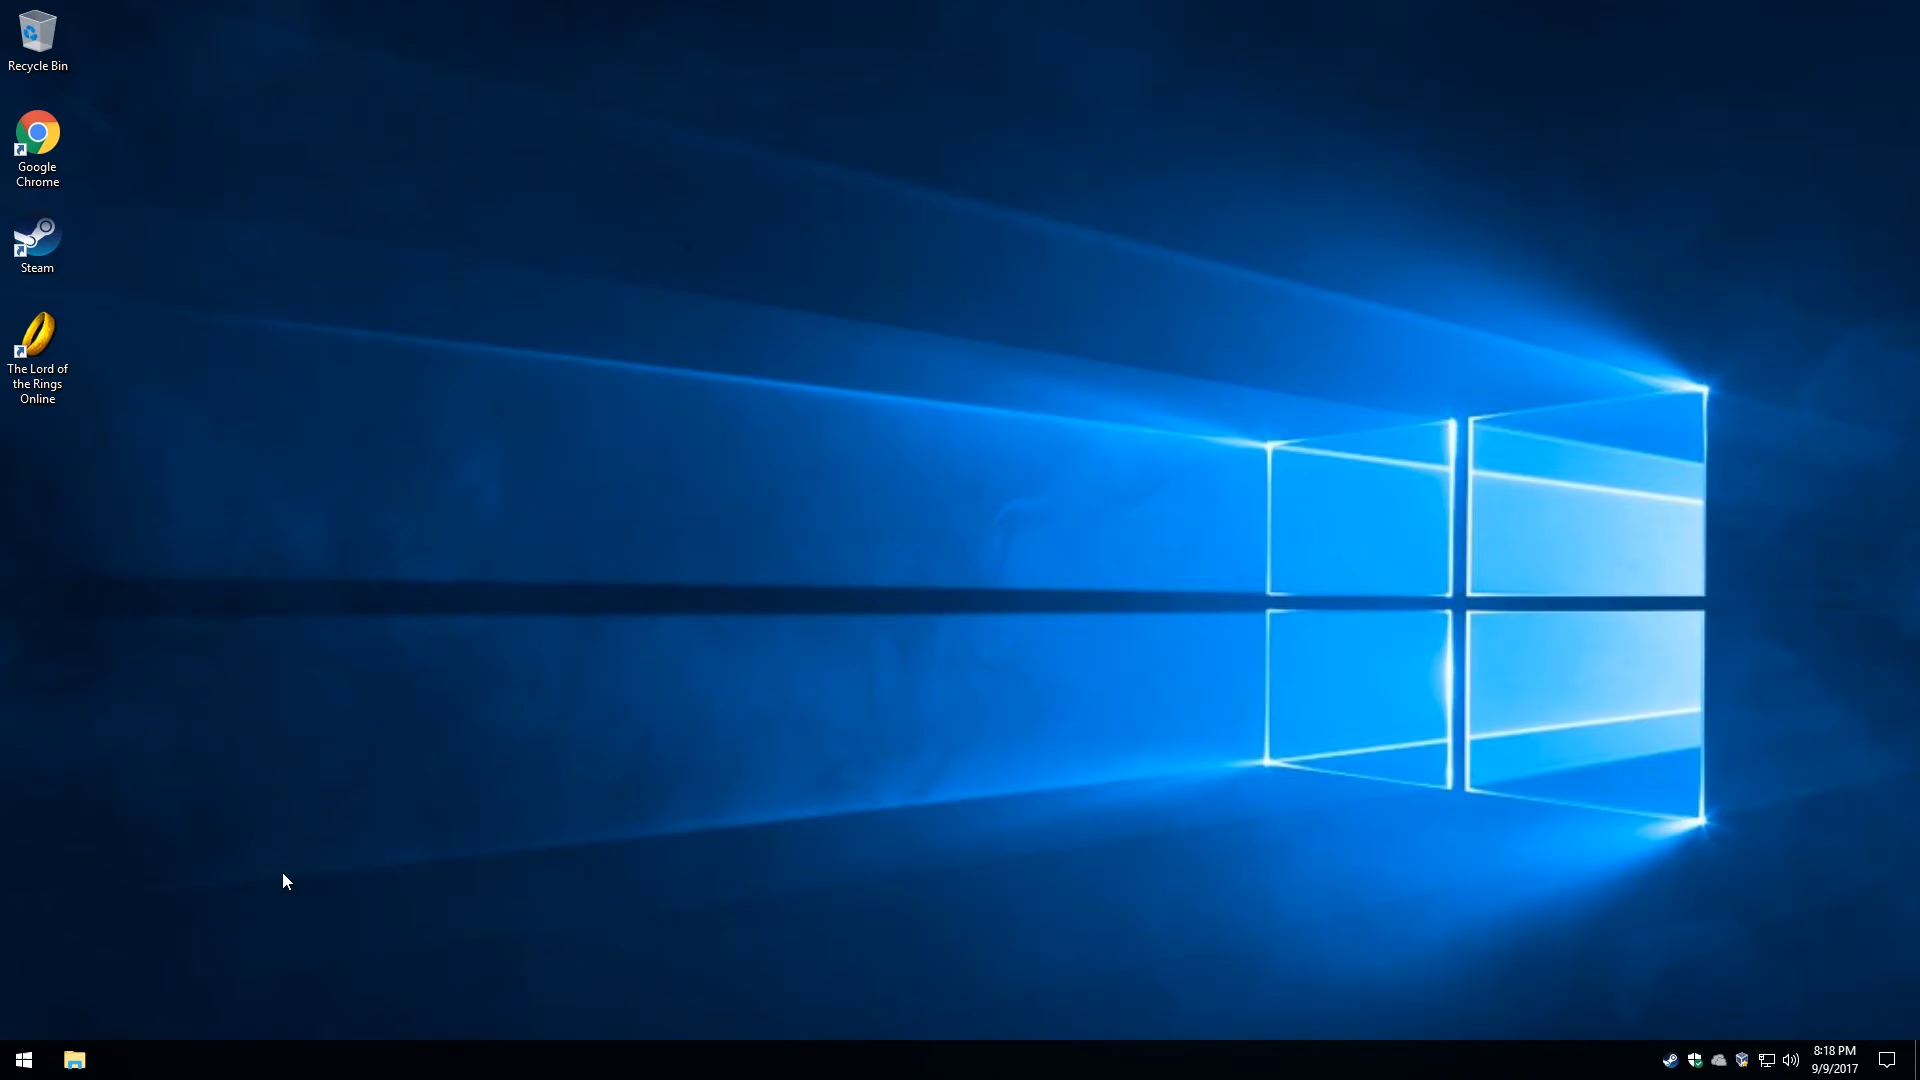 Recycle Bin
Google
Chrome
Steam
The Lord of
the Rings
Online
8:18 PM
9/9/2017